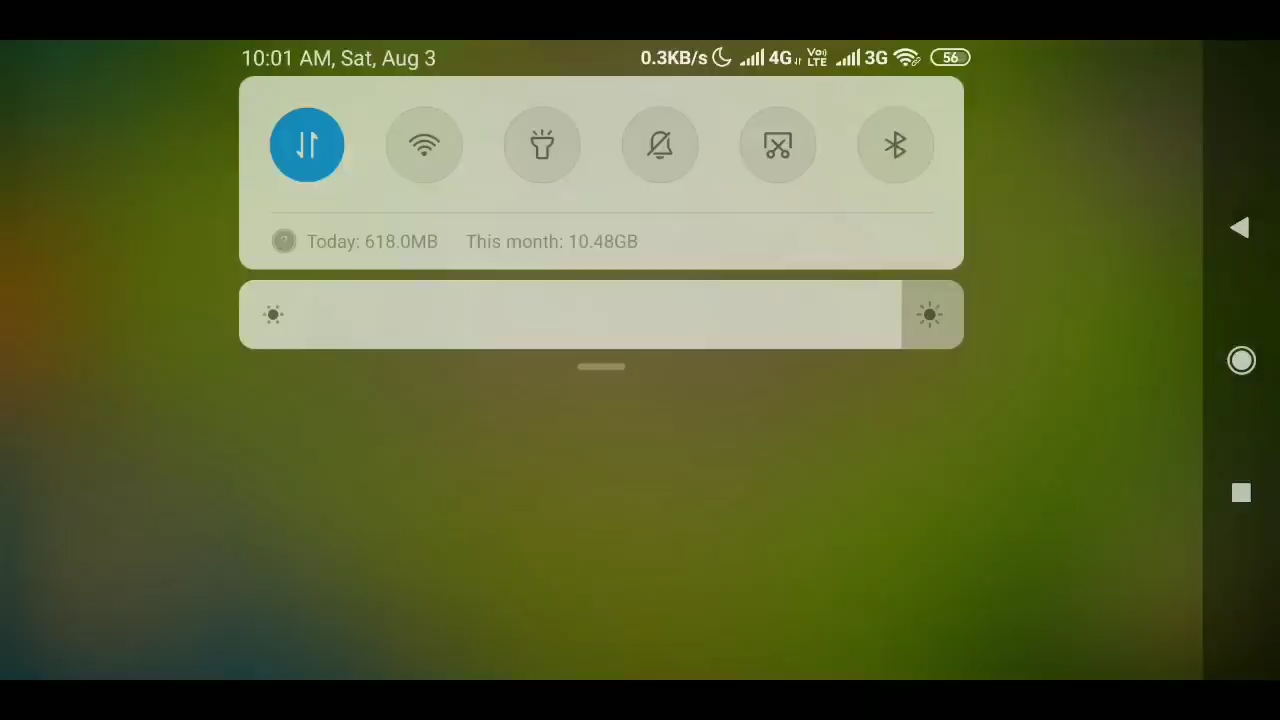 10:01 AM, Sat, Aug 3 0.3KB/s 4G Vo) LTE 3G 56
Today: 618.0MB This month: 10.48GB